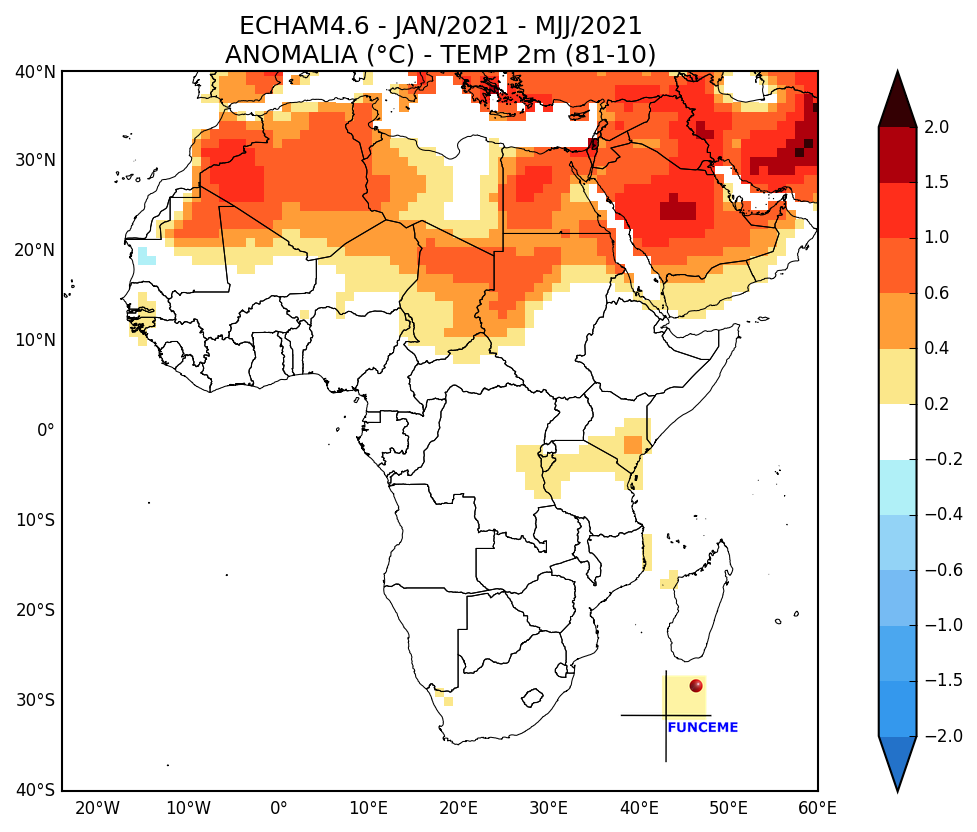 ECHAM4.6 - JAN/2021 - MJJ/2021
ANOMALIA (°C) - TEMP 2m (81-10)
40°N
30°N
20°N
10°N
0°
10°S
20°S
30°S
40°S
20°W 10°W 0° 10°E 20°E 30°E 40°E 50°E 60°E
2.0
1.5
1.0
0.6
0.4
0.2
−0.2
−0.4
−0.6
−1.0
−1.5
−2.0
FUNCEME